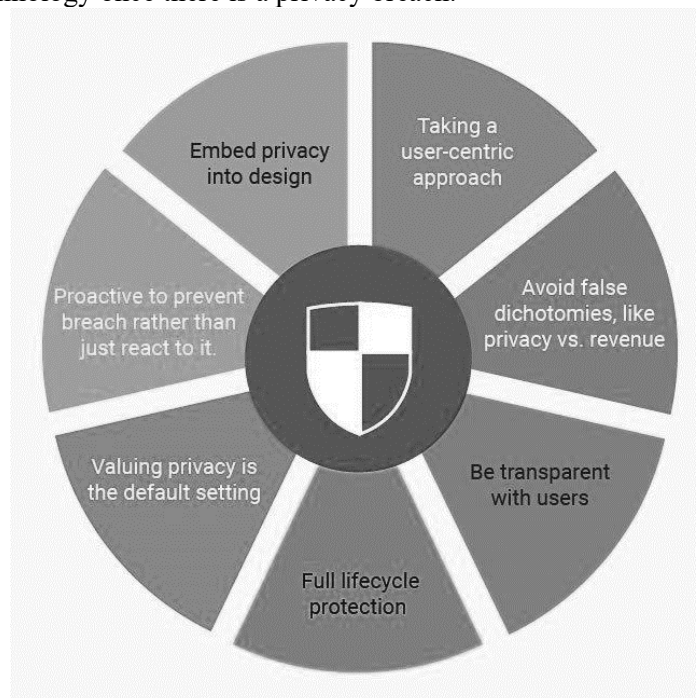 Embed privacy
into design
Taking a
user-centric
approach
Avoid false
dichotomies, like
privacy vs. revenue
Be transparent
with users
Full lifecycle
protection
Valuing privacy is
the default setting
Proactive to prevent
breach rather than
just react to it.